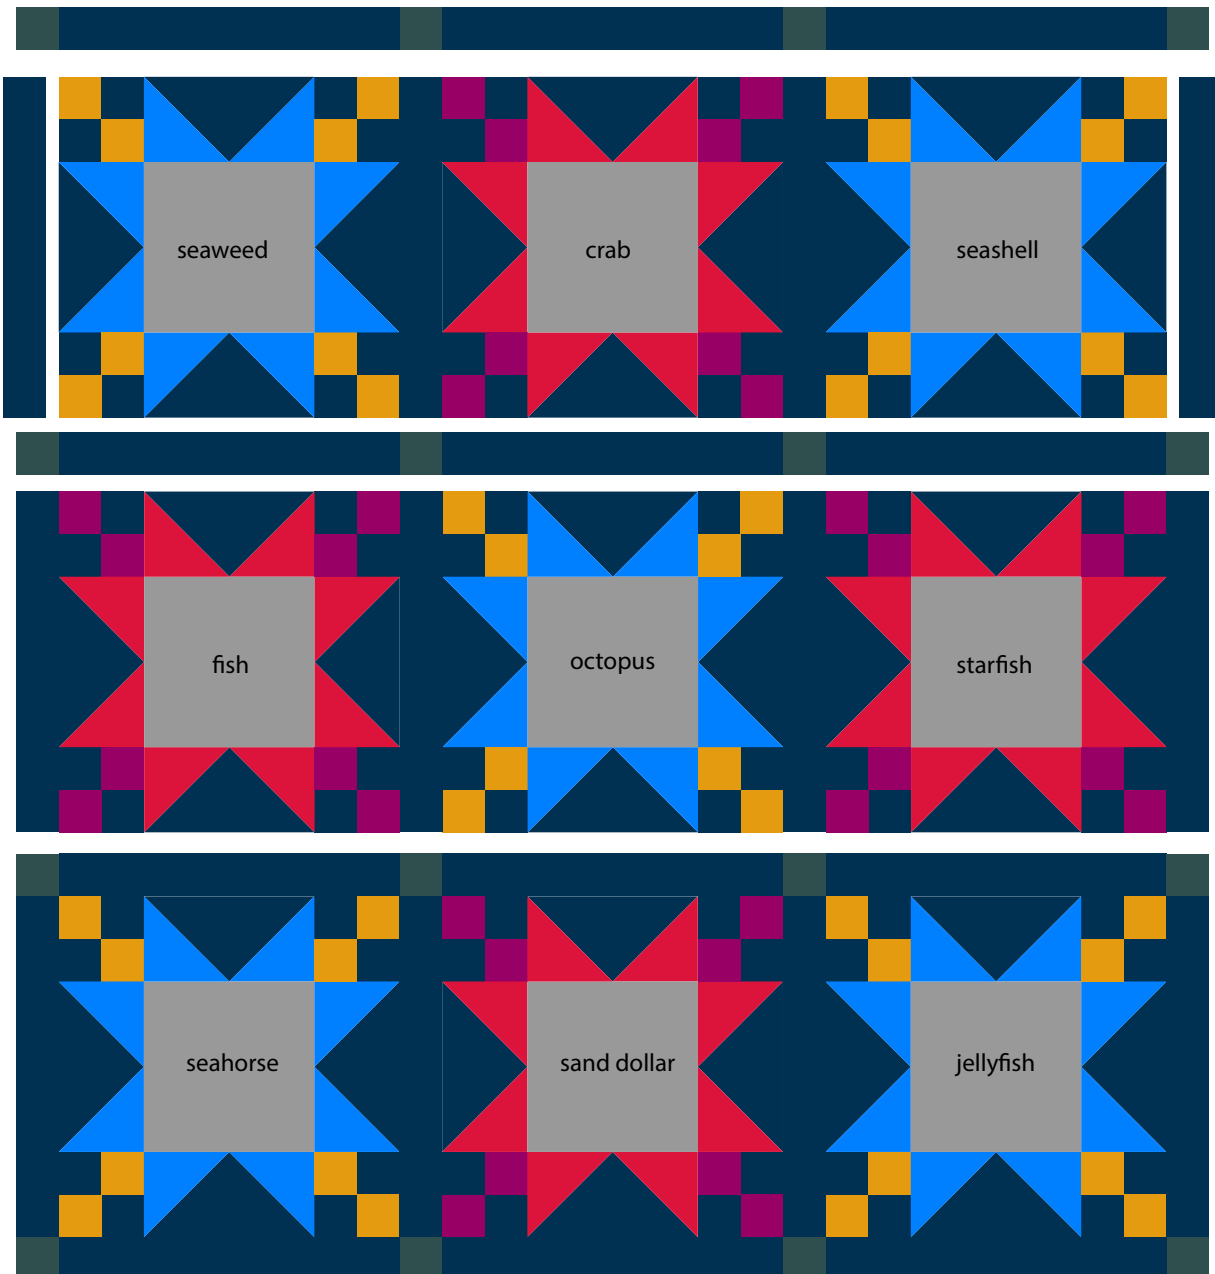 seaweed
crab
seashell
fish
octopus
starfish
seahorse
sand dollar
jellyfish